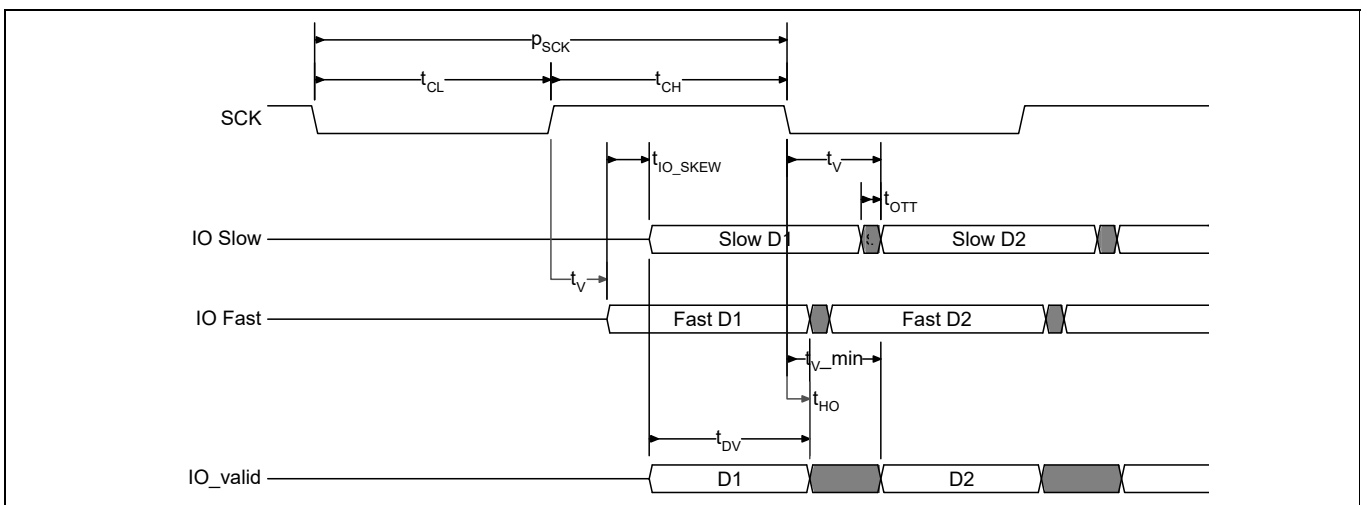 pSCK
tCL
tCH
SCK
tIO_SKEW
tV
tOTT
IO Slow
Slow D1
Slow D2
tV
IO Fast
Fast D1
Fast D2
tV_min
tHO
tDV
IO_valid
D1
D2